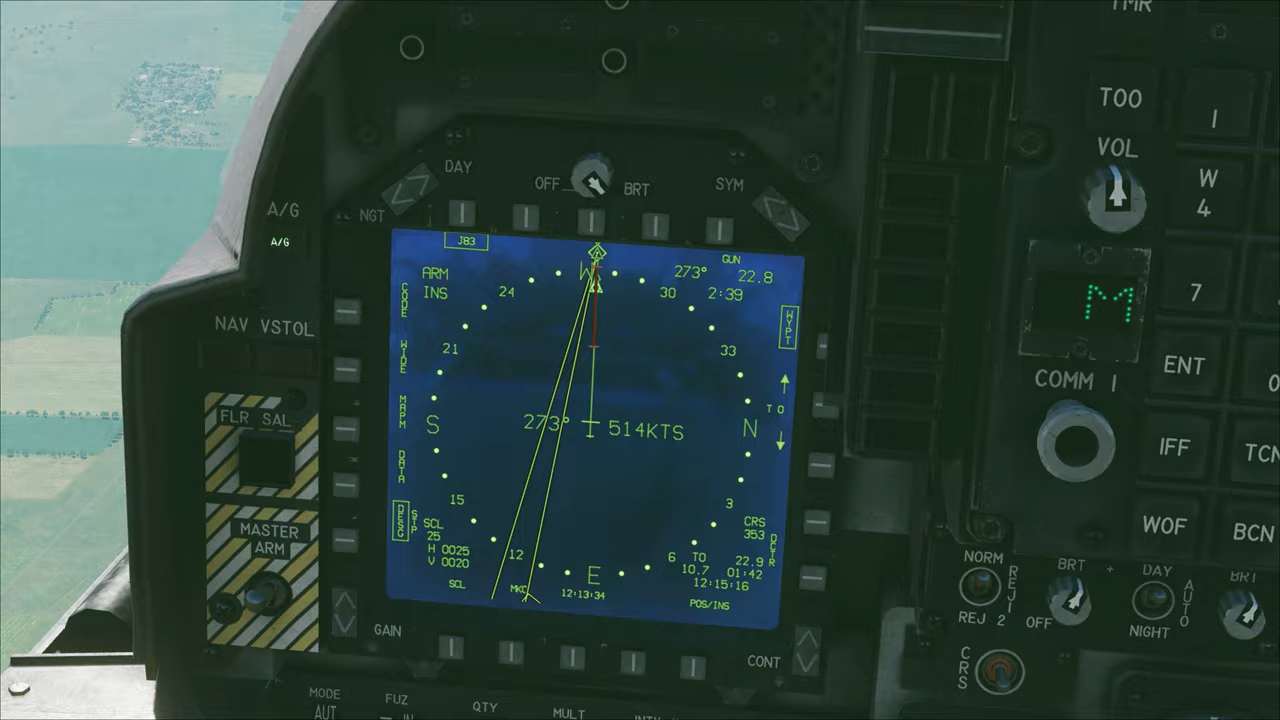 TMR
TOO
VOL
I
W
4
7
M
COMM I
ENT
0
IFF
TCN
WOF
BCN
DAY
OFF
BRT
SYM
NGT
A/G
A/G
NAV VSTOL
FLR SAL
MASTER
ARM
J83
GUN
ARM
INS
W
273°
22.8
24
30
2:39
CODE
WYPT
21
33
WIDE
MAPM
TO
S
273°
514KTS
N
DATA
15
3
DESG
STP
SCL
25
CRS
353
H 0025
V 0020
12
6
TO
22.9
10.7
01:42
12:15:16
E
SCL
MKC
12:13:34
POS/INS
GAIN
CONT
NORM
REJ 1
REJ 2
OFF
BRT
+
DAY
AUTO
NIGHT
BRT
CRS
MODE
AUT
FUZ
QTY
MULT